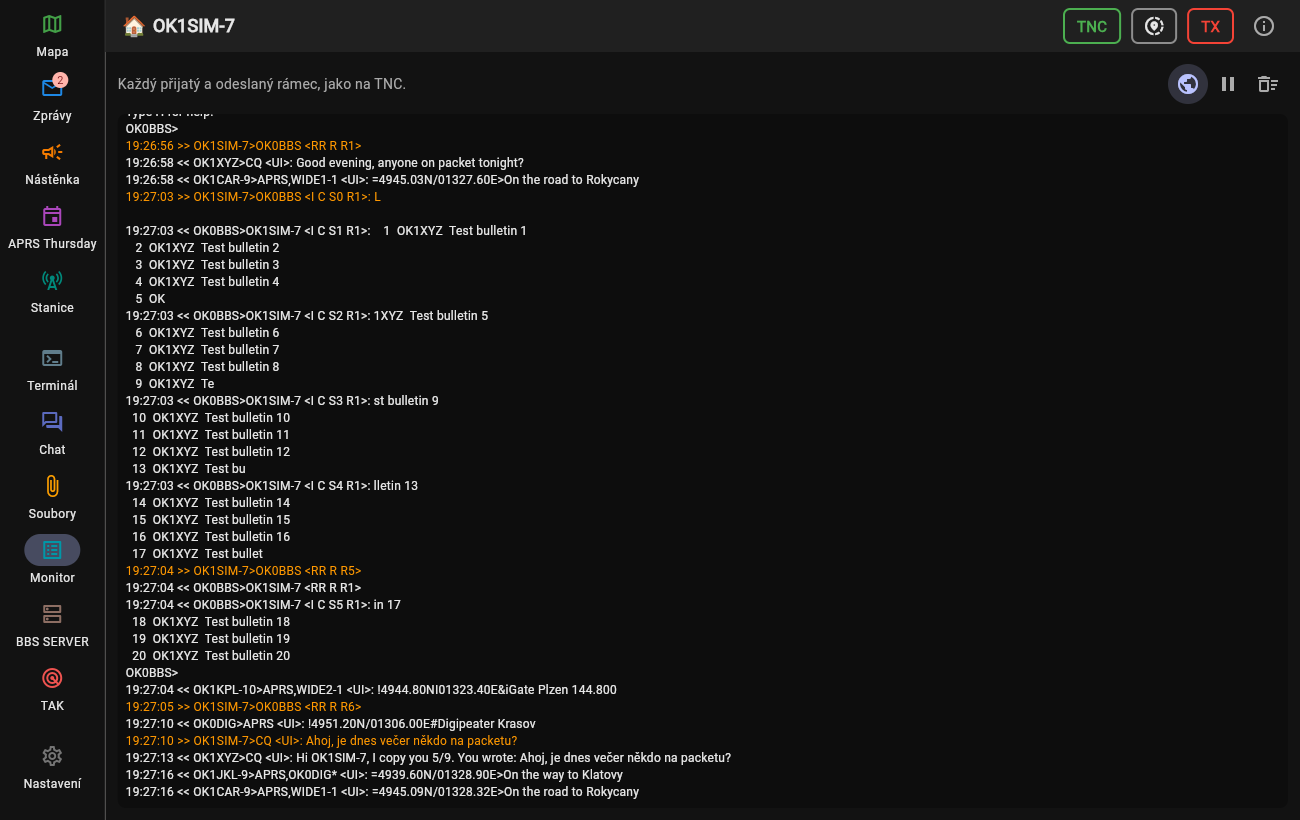 Mapa
2
Zprávy
Nástěnka
APRS Thursday
Stanice
Terminál
Chat
Soubory
Monitor
BBS SERVER
TAK
Nastavení
OK1SIM-7
TNC
TX
Každý přijatý a odeslaný rámec, jako na TNC.
OK0BBS>
19:26:56 >> OK1SIM-7>OK0BBS <RR R R1>
19:26:58 << OK1XYZ>CQ <UI>: Good evening, anyone on packet tonight?
19:26:58 << OK1CAR-9>APRS,WIDE1-1 <UI>: =4945.03N/01327.60E>On the road to Rokycany
19:27:03 >> OK1SIM-7>OK0BBS <I C S0 R1>: L
19:27:03 << OK0BBS>OK1SIM-7 <I C S1 R1>:    1  OK1XYZ  Test bulletin 1
2  OK1XYZ  Test bulletin 2
3  OK1XYZ  Test bulletin 3
4  OK1XYZ  Test bulletin 4
5  OK
19:27:03 << OK0BBS>OK1SIM-7 <I C S2 R1>: 1XYZ  Test bulletin 5
6  OK1XYZ  Test bulletin 6
7  OK1XYZ  Test bulletin 7
8  OK1XYZ  Test bulletin 8
9  OK1XYZ  Te
19:27:03 << OK0BBS>OK1SIM-7 <I C S3 R1>: st bulletin 9
10  OK1XYZ  Test bulletin 10
11  OK1XYZ  Test bulletin 11
12  OK1XYZ  Test bulletin 12
13  OK1XYZ  Test bu
19:27:03 << OK0BBS>OK1SIM-7 <I C S4 R1>: lletin 13
14  OK1XYZ  Test bulletin 14
15  OK1XYZ  Test bulletin 15
16  OK1XYZ  Test bulletin 16
17  OK1XYZ  Test bullet
19:27:04 >> OK1SIM-7>OK0BBS <RR R R5>
19:27:04 << OK0BBS>OK1SIM-7 <RR R R1>
19:27:04 << OK0BBS>OK1SIM-7 <I C S5 R1>: in 17
18  OK1XYZ  Test bulletin 18
19  OK1XYZ  Test bulletin 19
20  OK1XYZ  Test bulletin 20
OK0BBS>
19:27:04 << OK1KPL-10>APRS,WIDE2-1 <UI>: !4944.80NI01323.40E&iGate Plzen 144.800
19:27:05 >> OK1SIM-7>OK0BBS <RR R R6>
19:27:10 << OK0DIG>APRS <UI>: !4951.20N/01306.00E#Digipeater Krasov
19:27:10 >> OK1SIM-7>CQ <UI>: Ahoj, je dnes večer někdo na packetu?
19:27:13 << OK1XYZ>CQ <UI>: Hi OK1SIM-7, I copy you 5/9. You wrote: Ahoj, je dnes večer někdo na packetu?
19:27:16 << OK1JKL-9>APRS,OK0DIG* <UI>: =4939.60N/01328.90E>On the way to Klatovy
19:27:16 << OK1CAR-9>APRS,WIDE1-1 <UI>: =4945.09N/01328.32E>On the road to Rokycany